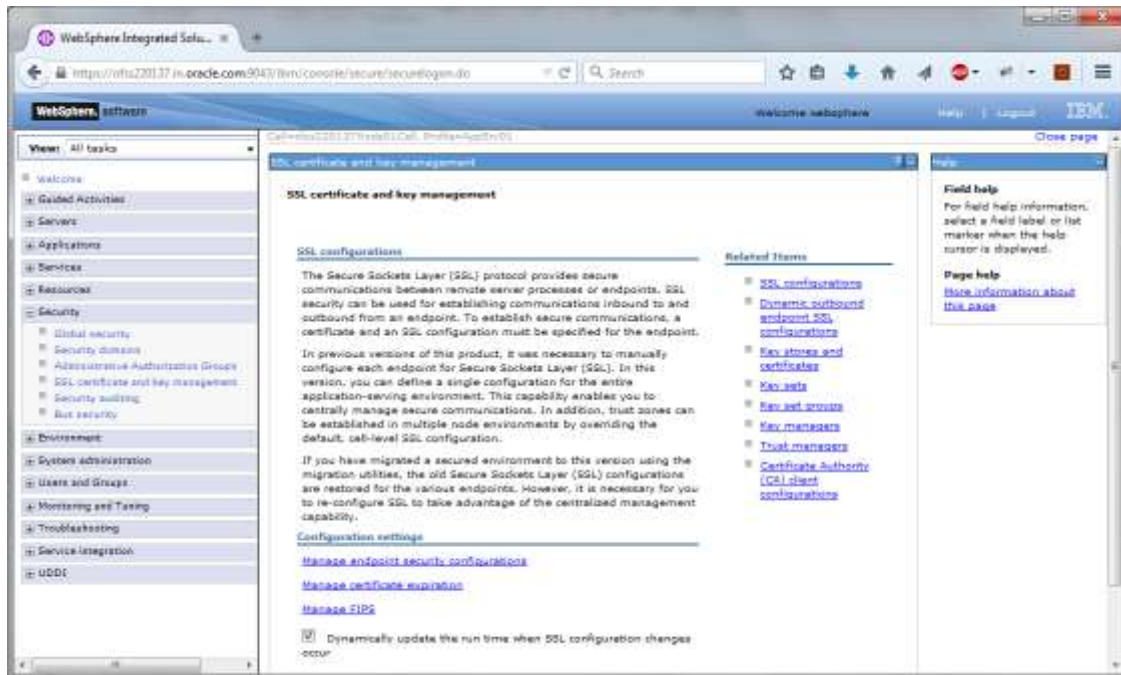 WebSphere Integrated Solu...
.oracle.com:9043/ibm/console/secure/securelogon.do
Search
WebSphere. software
Welcome websphere
Help | Logout
IBM.
View: All tasks
Welcome
Guided Activities
Servers
Applications
Services
Resources
Security
Global security
Security domains
Administrative Authorization Groups
SSL certificate and key management
Security auditing
Bus security
Environment
System administration
Users and Groups
Monitoring and Tuning
Troubleshooting
Service integration
UDDI
Close page
SSL certificate and key management
SSL certificate and key management
SSL configurations
The Secure Sockets Layer (SSL) protocol provides secure
communications between remote server processes or endpoints. SSL
security can be used for establishing communications inbound to and
outbound from an endpoint. To establish secure communications, a
certificate and an SSL configuration must be specified for the endpoint.
In previous versions of this product, it was necessary to manually
configure each endpoint for Secure Sockets Layer (SSL). In this
version, you can define a single configuration for the entire
application-serving environment. This capability enables you to
centrally manage secure communications. In addition, trust zones can
be established in multiple node environments by overriding the
default, cell-level SSL configuration.
If you have migrated a secured environment to this version using the
migration utilities, the old Secure Sockets Layer (SSL) configurations
are restored for the various endpoints. However, it is necessary for you
to re-configure SSL to take advantage of the centralized management
capability.
Configuration settings
Manage endpoint security configurations
Manage certificate expiration
Manage FIPS
Dynamically update the run time when SSL configuration changes
occur
Related Items
SSL configurations
Dynamic outbound
endpoint SSL
configurations
Key stores and
certificates
Key sets
Key set groups
Key managers
Trust managers
Certificate Authority
(CA) client
configurations
Help
Field help
For field help information,
select a field label or list
marker when the help
cursor is displayed.
Page help
More information about
this page